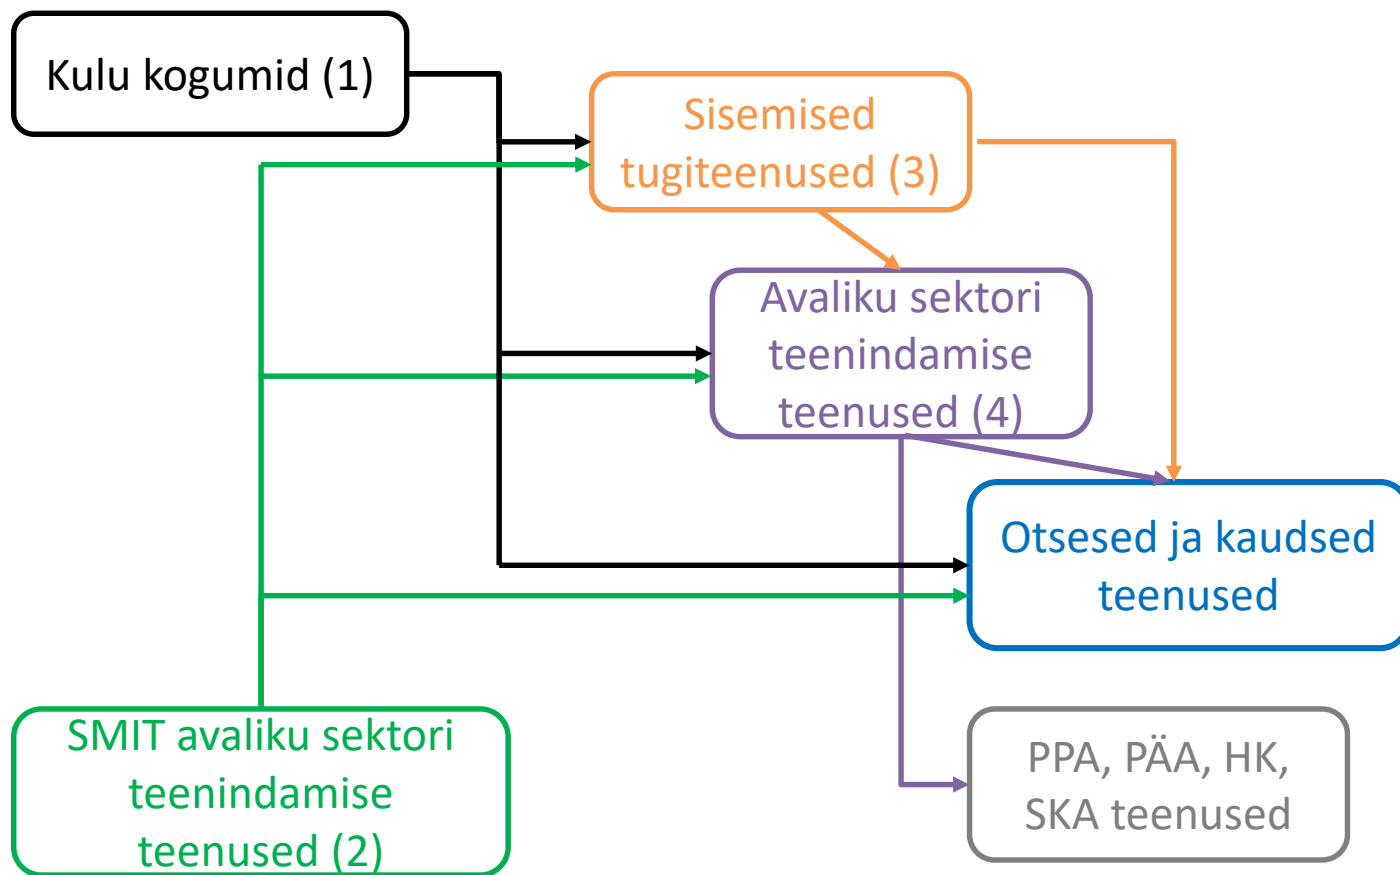 Kulu kogumid (1)
Sisemised
tugiteenused (3)
Avaliku sektori
teenindamise
teenused (4)
Otsesed ja kaudsed
teenused
SMIT avaliku sektori
teenindamise
teenused (2)
PPA, PÄA, HK,
SKA teenused